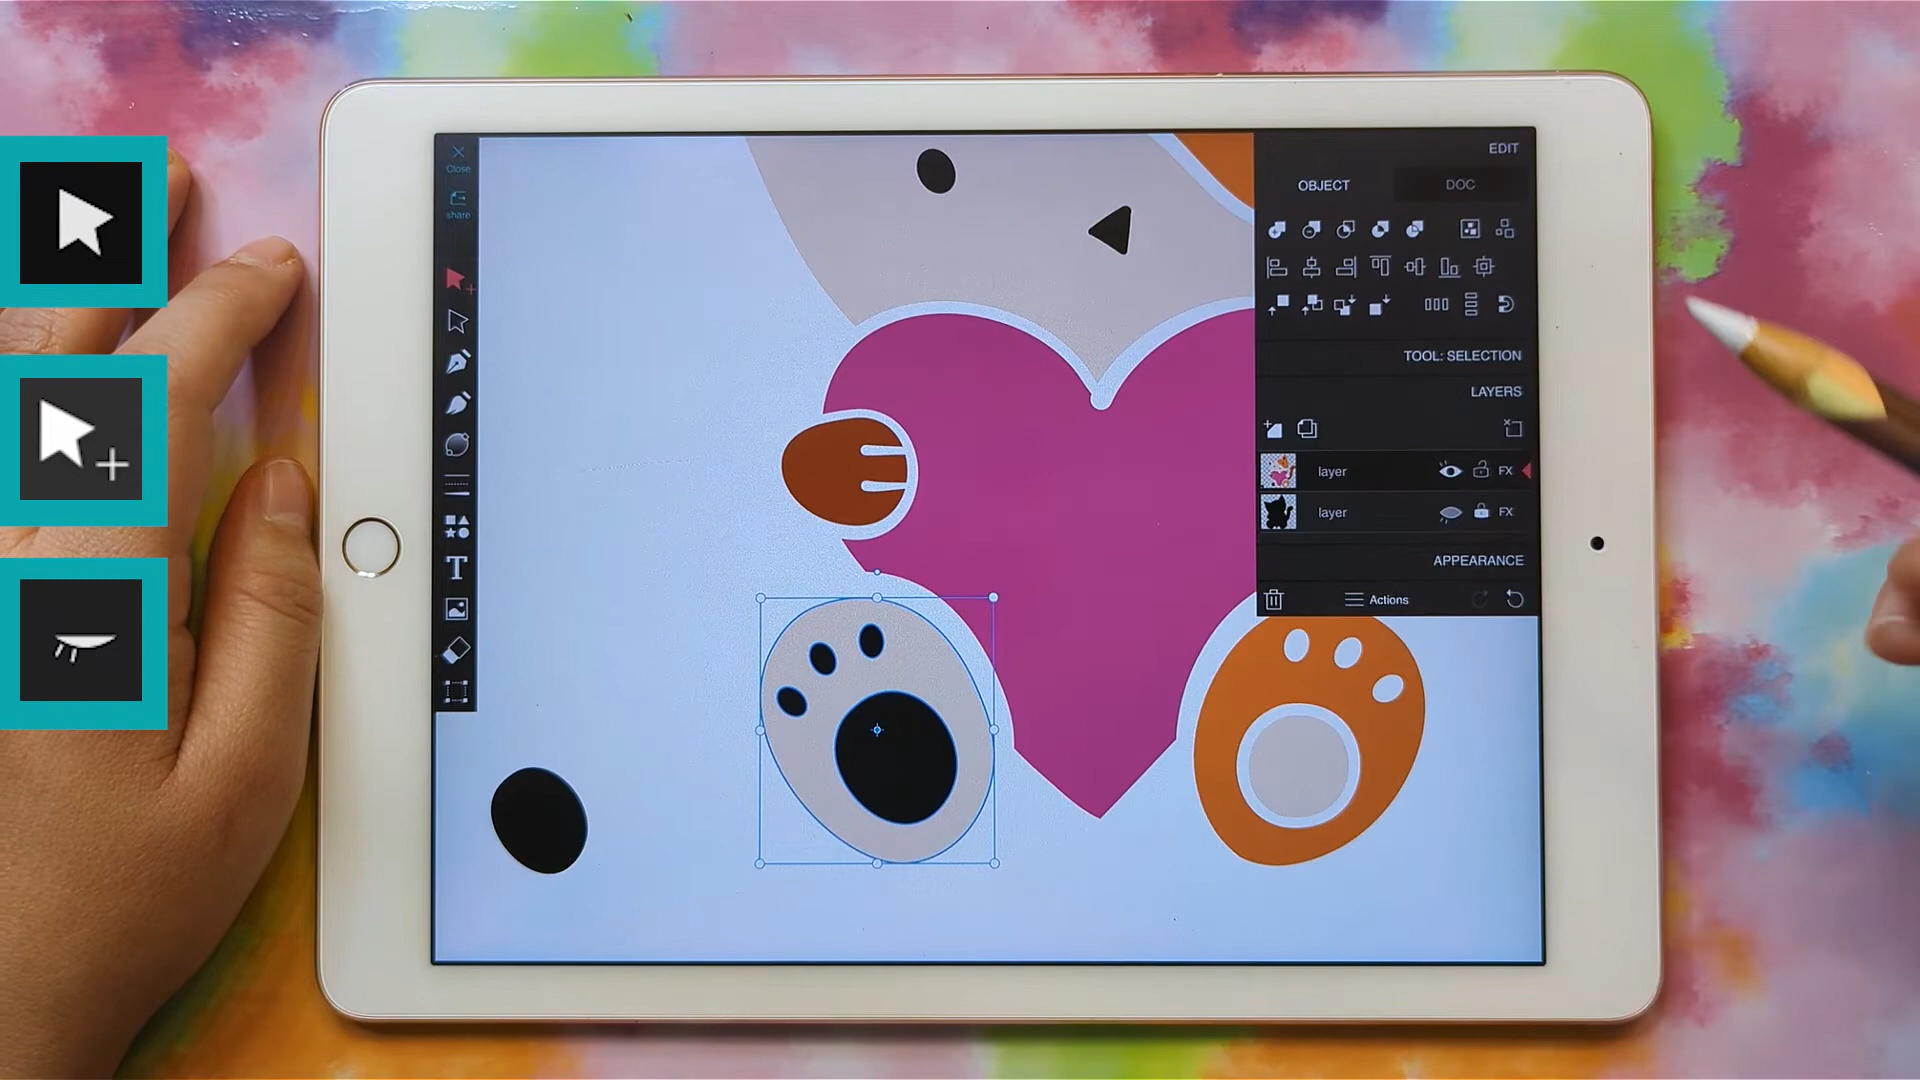 Close
share
T
EDIT
OBJECT
DOC
TOOL: SELECTION
LAYERS
layer
FX
layer
FX
APPEARANCE
Actions